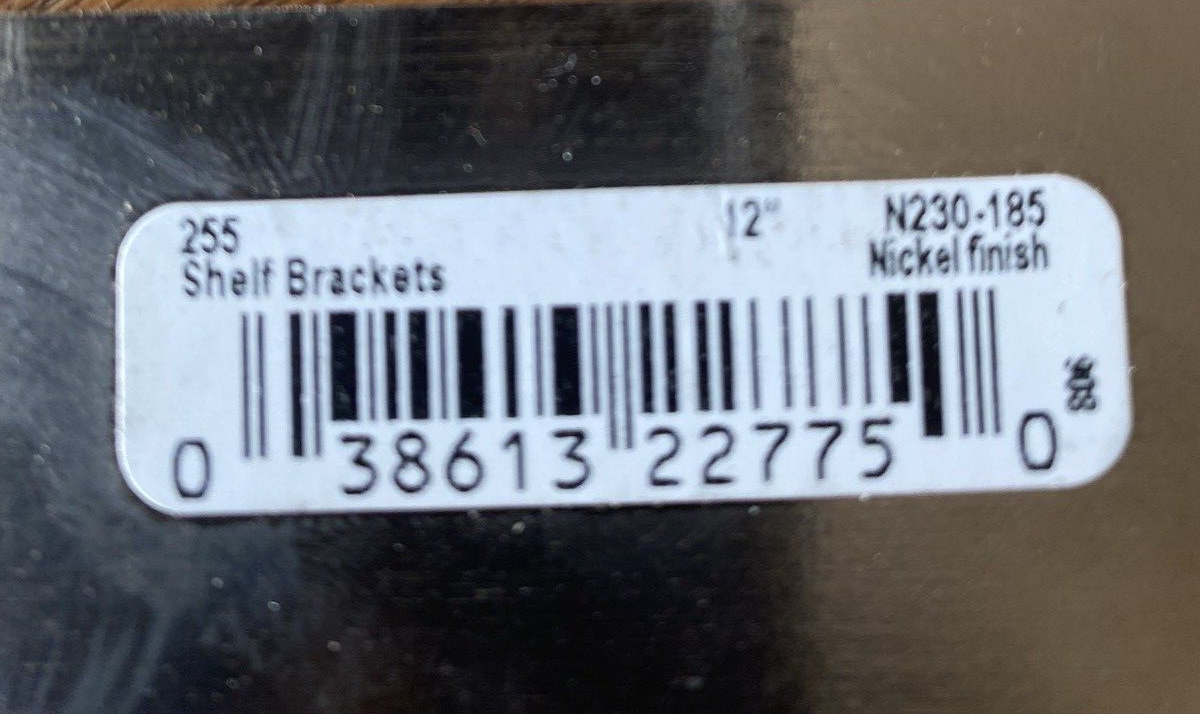 255 12" N230-185
Shelf Brackets Nickel finish
0 38613 22775 0